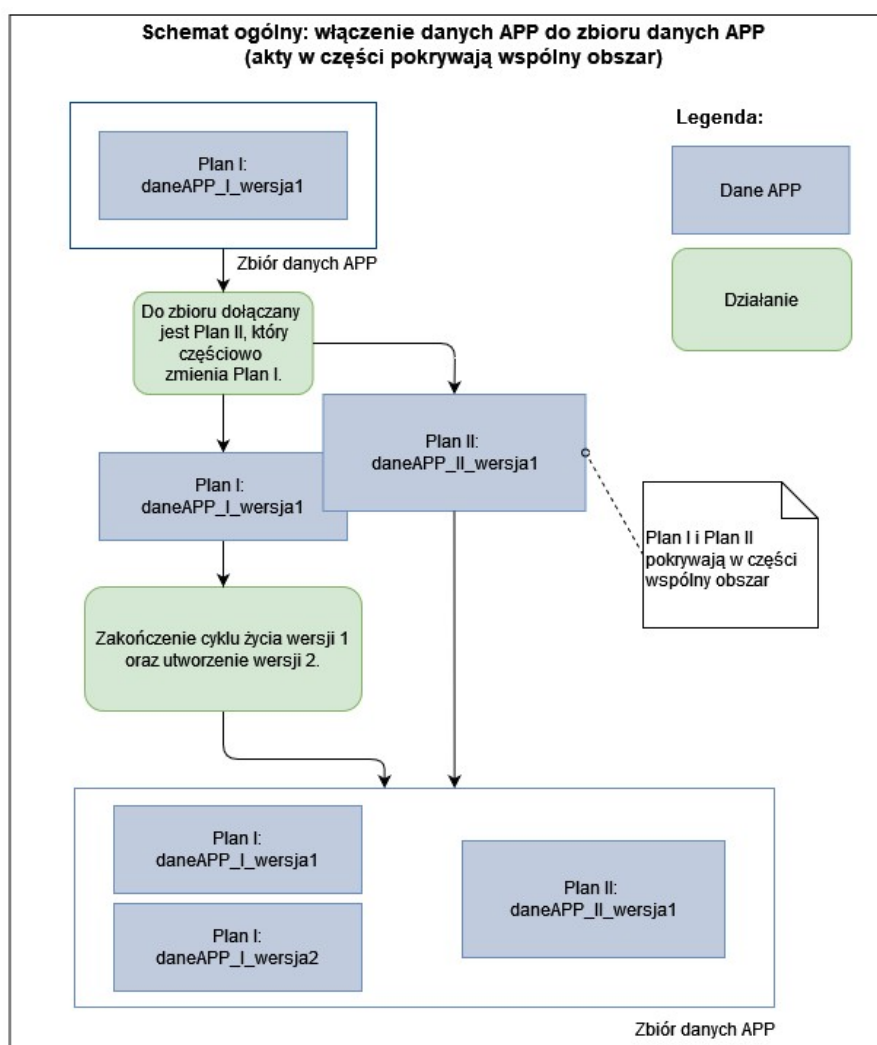 Schemat ogólny: włączenie danych APP do zbioru danych APP
(akty w części pokrywają wspólny obszar)
Plan I:
daneAPP_I_wersja1
Zbiór danych APP
Legenda:
Dane APP
Działanie
Do zbioru dołączany
jest Plan II, który
częściowo
zmienia Plan I.
Plan I:
daneAPP_I_wersja1
Plan II:
daneAPP_II_wersja1
Plan I i Plan II
pokrywają w części
wspólny obszar
Zakończenie cyklu życia wersji 1
oraz utworzenie wersji 2.
Plan I:
daneAPP_I_wersja1
Plan I:
daneAPP_I_wersja2
Plan II:
daneAPP_II_wersja1
Zbiór danych APP